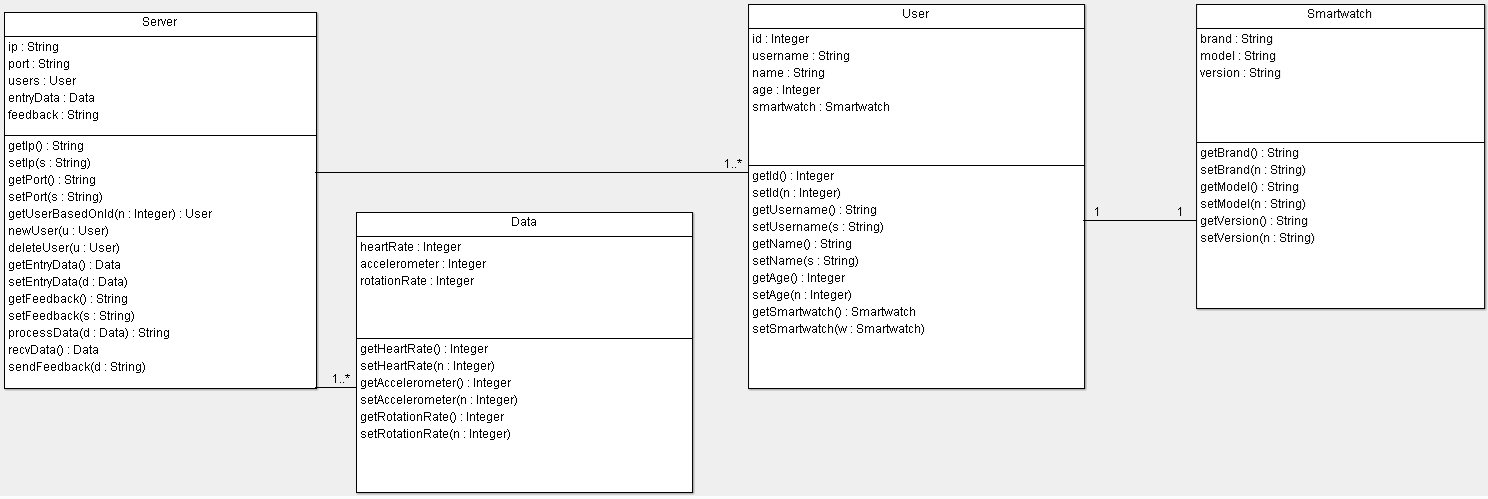 Server
ip : String
port : String
users : User
entryData : Data
feedback : String
getIp() : String
setIp(s : String)
getPort() : String
setPort(s : String)
getUserBasedOnId(n : Integer) : User
newUser(u : User)
deleteUser(u : User)
getEntryData() : Data
setEntryData(d : Data)
getFeedback() : String
setFeedback(s : String)
processData(d : Data) : String
recvData() : Data
sendFeedback(d : String)
1..*
1..*
Data
heartRate : Integer
accelerometer : Integer
rotationRate : Integer
getHeartRate() : Integer
setHeartRate(n : Integer)
getAccelerometer() : Integer
setAccelerometer(n : Integer)
getRotationRate() : Integer
setRotationRate(n : Integer)
User
id : Integer
username : String
name : String
age : Integer
smartwatch : Smartwatch
getId() : Integer
setId(n : Integer)
getUsername() : String
setUsername(s : String)
getName() : String
setName(s : String)
getAge() : Integer
setAge(n : Integer)
getSmartwatch() : Smartwatch
setSmartwatch(w : Smartwatch)
1 1
Smartwatch
brand : String
model : String
version : String
getBrand() : String
setBrand(n : String)
getModel() : String
setModel(n : String)
getVersion() : String
setVersion(n : String)